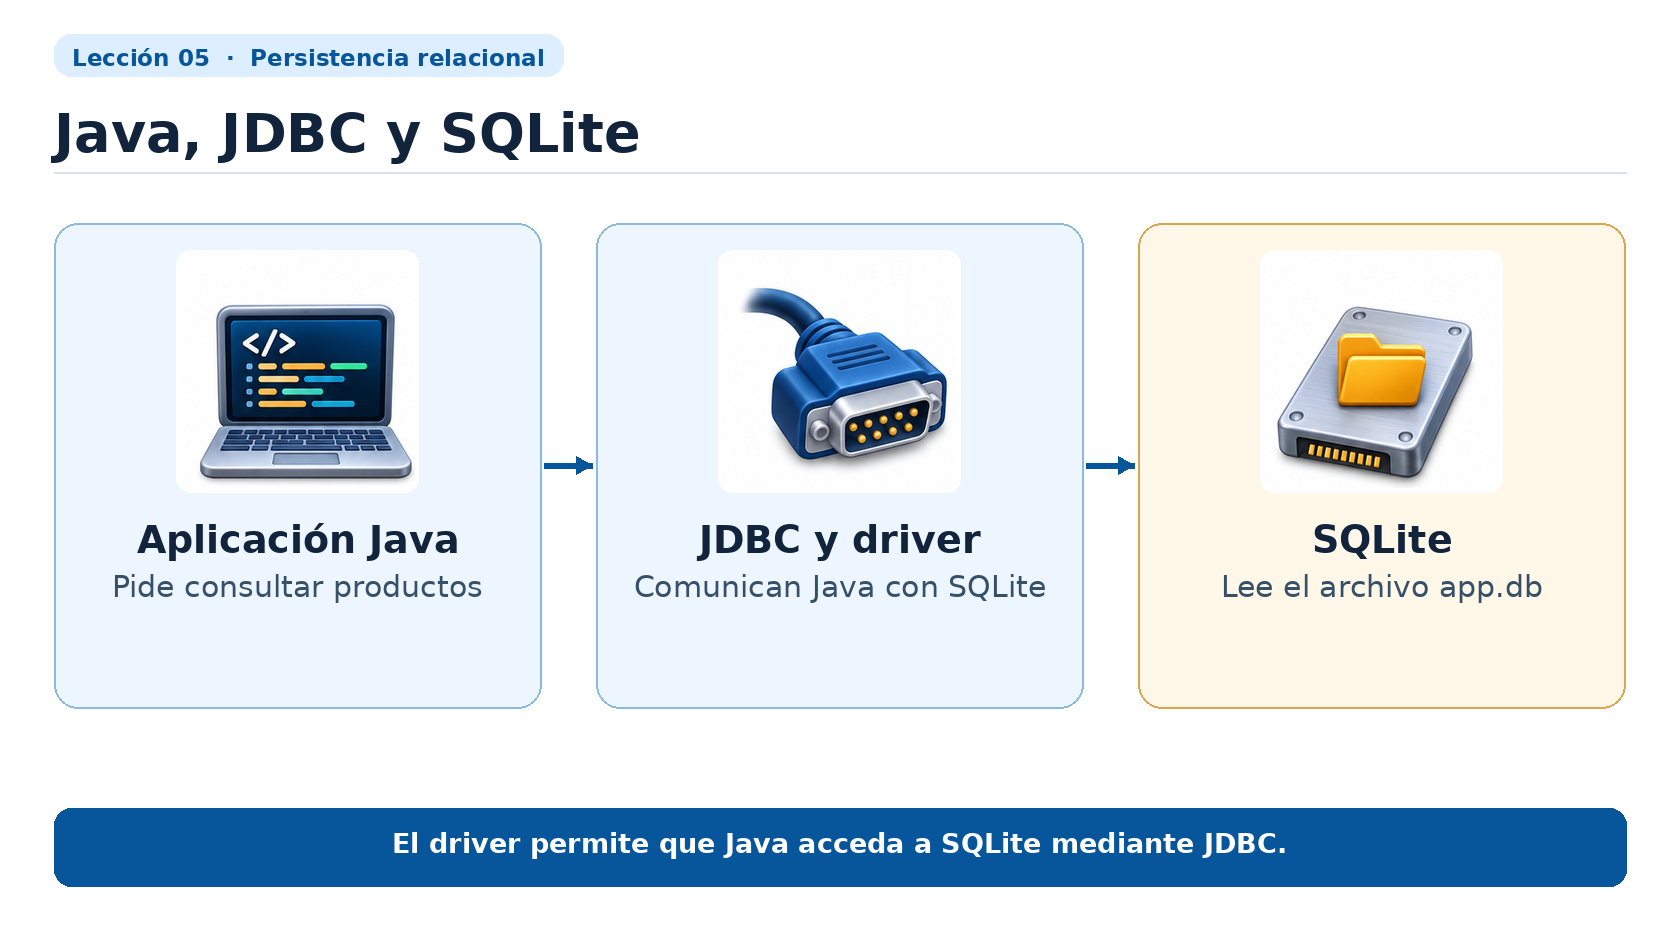 Lección 05 · Persistencia relacional
Java, JDBC y SQLite
</>
Aplicación Java
Pide consultar productos
JDBC y driver
Comunican Java con SQLite
SQLite
Lee el archivo app.db
El driver permite que Java acceda a SQLite mediante JDBC.